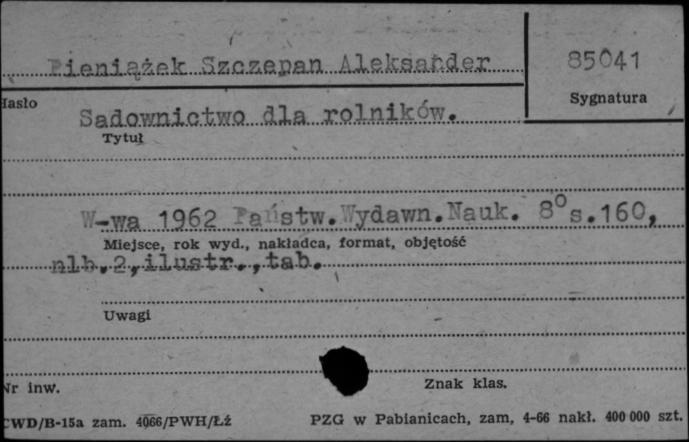 Pieniążek Szczepan Aleksander
85041
Hasło
Sygnatura
Sadownictwo dla rolników.
Tytuł
W-wa 1962 Państw.Wydawn.Nauk. 8° s.160,
Miejsce, rok wyd., nakładca, format, objętość
nlb.2,ilustr.,tab.
Uwagi
Nr inw.
Znak klas.
CWD/B-15a zam. 4066/PWH/Łź
PZG w Pabianicach, zam, 4-66 nakł. 400 000 szt.